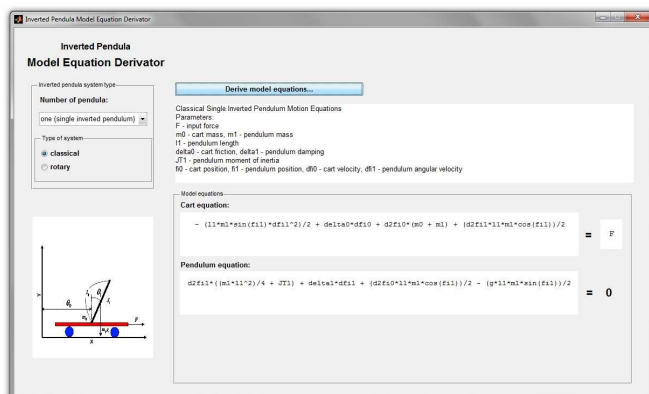 Inverted Pendula Model Equation Derivator
Inverted Pendula
Model Equation Derivator
Inverted pendula system type
Number of pendula:
one (single inverted pendulum)
Type of system
classical
rotary
Derive model equations...
Classical Single Inverted Pendulum Motion Equations
Parameters:
F - input force
m0 - cart mass, m1 - pendulum mass
l1 - pendulum length
delta0 - cart friction, delta1 - pendulum damping
JT1 - pendulum moment of inertia
fi0 - cart position, fi1 - pendulum position, dfi0 - cart velocity, dfi1 - pendulum angular velocity
Model equations
Cart equation:
- (l1*m1*sin(fi1)*dfi1^2)/2 + delta0*dfi0 + d2fi0*(m0 + m1) + (d2fi1*l1*m1*cos(fi1))/2
= F
Pendulum equation:
d2fi1*((m1*l1^2)/4 + JT1) + delta1*dfi1 + (d2fi0*l1*m1*cos(fi1))/2 - (g*l1*m1*sin(fi1))/2
= 0
Y
F
X